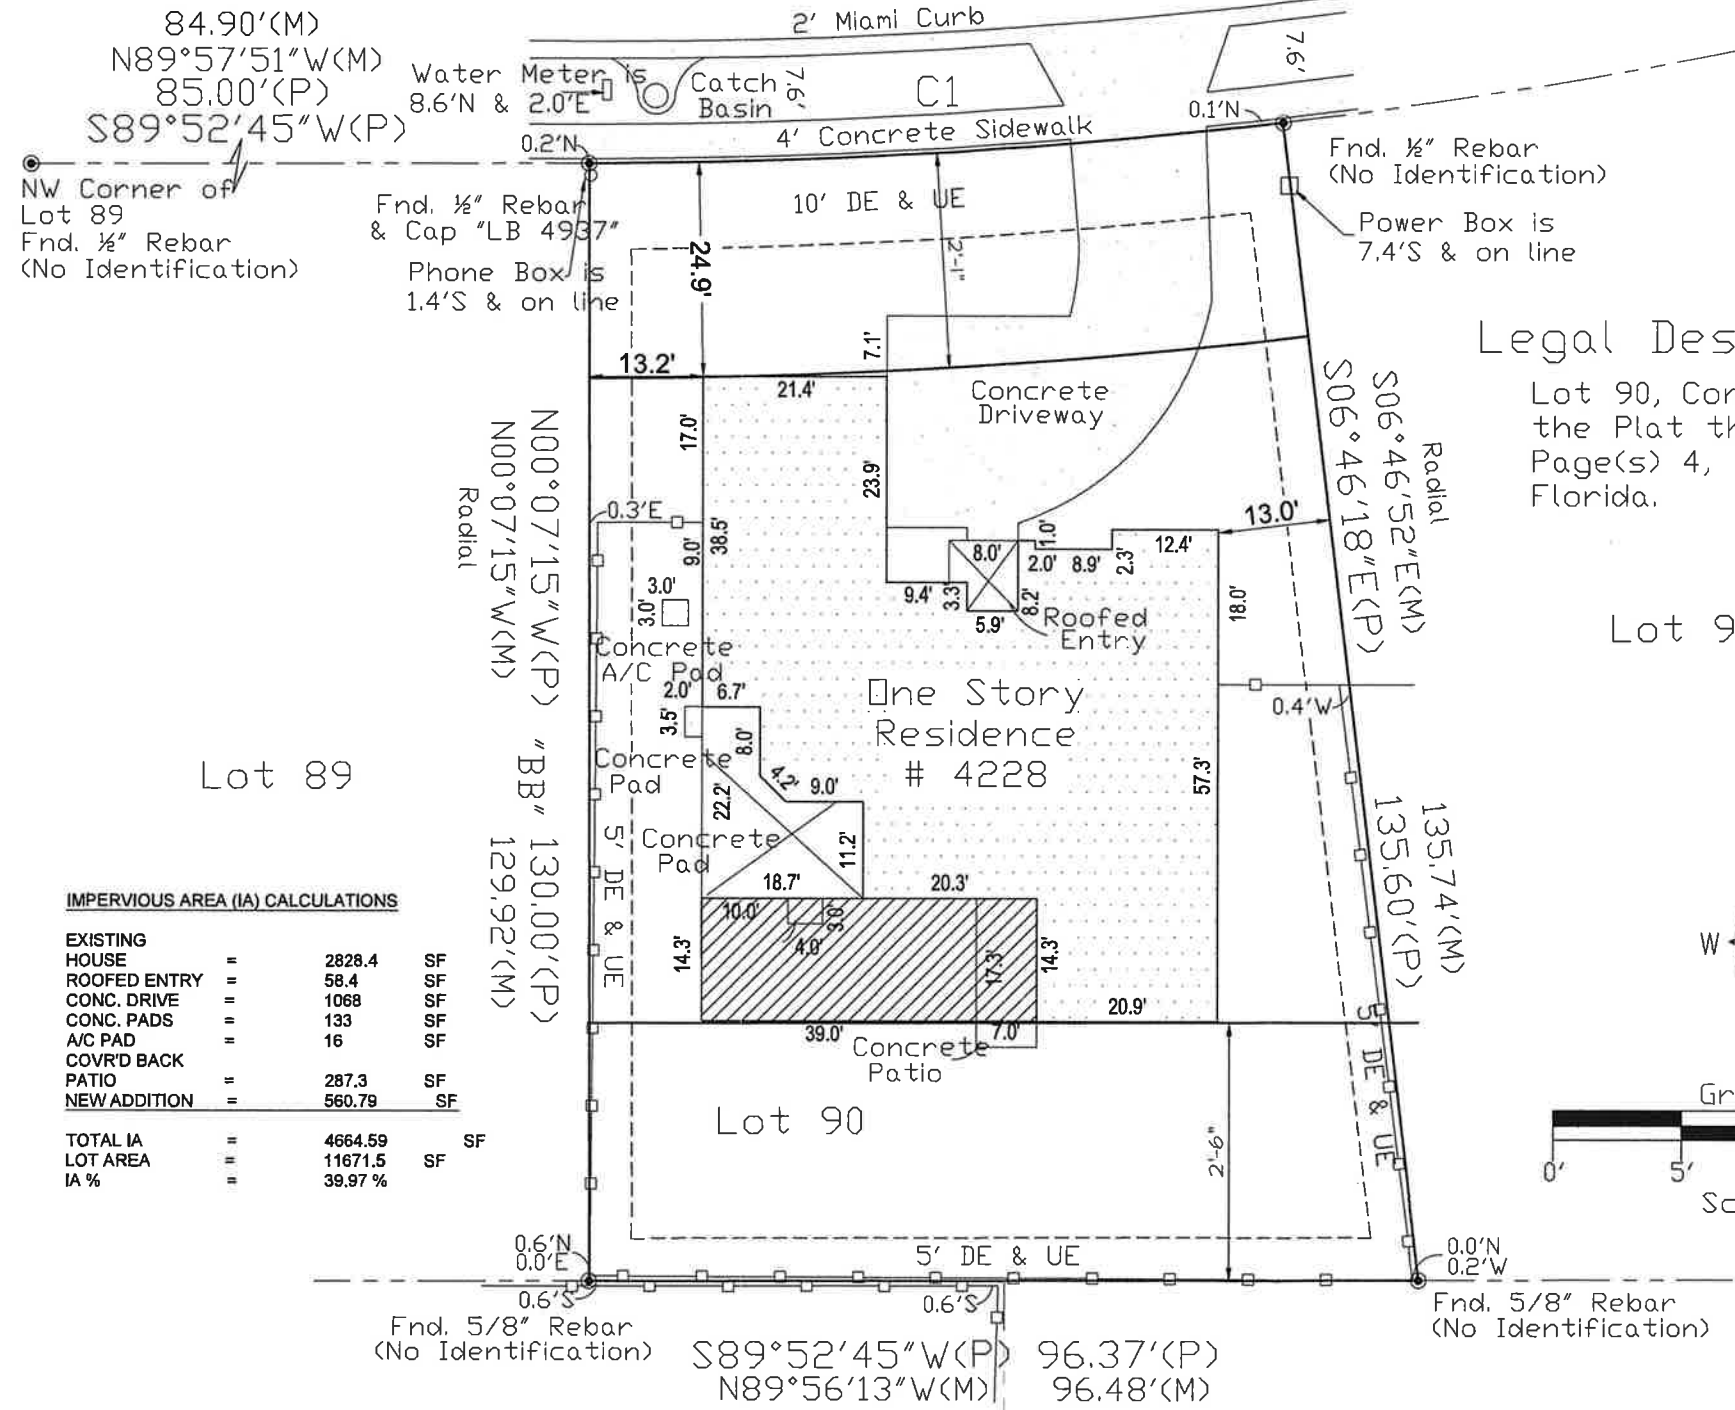 84.90'(M)
N89°57'51"W(M)
85.00'(P)
S89°52'45"W(P)
2' Miami Curb
7.6'
Water Meter is
8.6'N & 2.0'E
Catch
Basin
7.6'
C1
4' Concrete Sidewalk
0.2'N
0.1'N
NW Corner of
Lot 89
Fnd. ½" Rebar
(No Identification)
Fnd. ½" Rebar
& Cap "LB 4937"
Phone Box is
1.4'S & on line
10' DE & UE
Fnd. ½" Rebar
(No Identification)
Power Box is
7.4'S & on line
24.9'
2'-1"
13.2'
7.1'
21.4'
Concrete
Driveway
17.0'
23.9'
Legal Des
Lot 90, Cor
the Plat th
Page(s) 4,
Florida.
Lot 9
N00°07'15"W(P) "BB" 130.00'(P)
N00°07'15"W(M) 129.92'(M)
Radial
S06°46'18"E(P) 135.60'(P)
S06°46'52"E(M) 135.74'(M)
Radial
0.3'E
9.0'
38.5'
3.0'
3.0'
Concrete
A/C Pad
8.0'
1.0'
2.0'
8.9'
2.3'
12.4'
13.0'
9.4'
3.3'
5.9'
8.2'
Roofed
Entry
18.0'
0.4'W
2.0'
6.7'
3.5'
8.0'
Concrete
Pad
4.2'
9.0'
22.2'
Concrete
Pad
11.2'
18.7'
20.3'
One Story
Residence
# 4228
57.3'
Lot 89
5' DE & UE
10.0'
4.0'
3.0'
14.3'
17.3'
14.3'
39.0'
7.0'
20.9'
Concrete
Patio
Lot 90
2'-6"
5' DE & UE
5' DE & UE
IMPERVIOUS AREA (IA) CALCULATIONS
EXISTING
HOUSE = 2828.4 SF
ROOFED ENTRY = 58.4 SF
CONC. DRIVE = 1068 SF
CONC. PADS = 133 SF
A/C PAD = 16 SF
COVR'D BACK
PATIO = 287.3 SF
NEW ADDITION = 560.79 SF
TOTAL IA = 4664.59 SF
LOT AREA = 11671.5 SF
IA % = 39.97 %
W
Gr
0' 5'
Sc
0.6'N
0.0'E
0.6'S
0.6'S
0.0'N
0.2'W
Fnd. 5/8" Rebar
(No Identification)
Fnd. 5/8" Rebar
(No Identification)
S89°52'45"W(P) 96.37'(P)
N89°56'13"W(M) 96.48'(M)